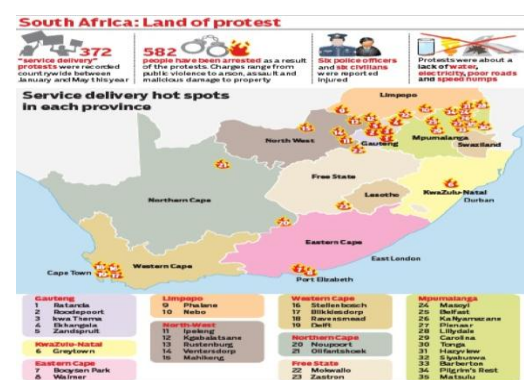 South Africa: Land of protest
372
"service delivery"
protests were recorded
countrywide between
January and May this year
582
people have been arrested as a result
of the protests. Charges range from
public violence to arson, assault and
malicious damage to property
Six police officers
and six civilians
were reported
injured
Protests were about a
lack of water,
electricity, poor roads
and speed humps
Service delivery hot spots
in each province
Limpopo
North West
Gauteng
Mpumalanga
Swaziland
Free State
KwaZulu-Natal
Durban
Lesotho
Northern Cape
Eastern Cape
East London
Western Cape
Cape Town
Port Elizabeth
Gauteng
1 Ratanda
2 Roodepoort
3 kwa Thema
4 Ekhangala
5 Zandspruit
KwaZulu-Natal
6 Greytown
Eastern Cape
7 Booysen Park
8 Walmer
Limpopo
9 Phalane
10 Nebo
North-West
11 Ipeleng
12 Kgabalatsane
13 Rustenburg
14 Ventersdorp
15 Mahikeng
Western Cape
16 Stellenbosch
17 Blikkiesdorp
18 Ravensmead
19 Delft
Northern Cape
20 Noupoort
21 Olifantshoek
Free State
22 Mokwallo
23 Zastron
Mpumalanga
24 Masoyi
25 Belfast
26 KaNyamazane
27 Pienaar
28 Lillydale
29 Carolina
30 Tonga
31 Hazyview
32 Siyahuswa
33 Barberton
34 Pilgrim's Rest
35 Matsulu